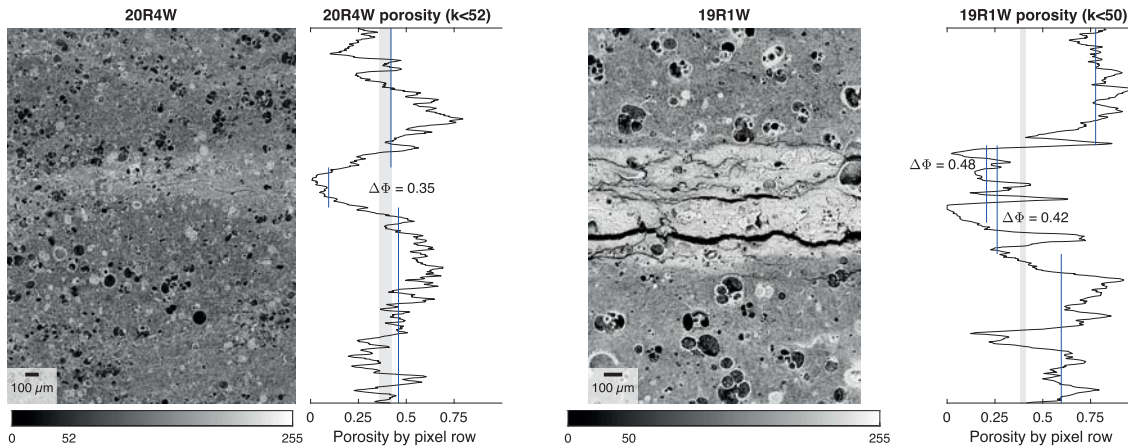 20R4W
20R4W porosity (k<52)
19R1W
19R1W porosity (k<50)
ΔΦ = 0.35
ΔΦ = 0.48
ΔΦ = 0.42
100 µm
100 µm
0 52 255
0 0.25 0.5 0.75
Porosity by pixel row
0 50 255
0 0.25 0.5 0.75
Porosity by pixel row